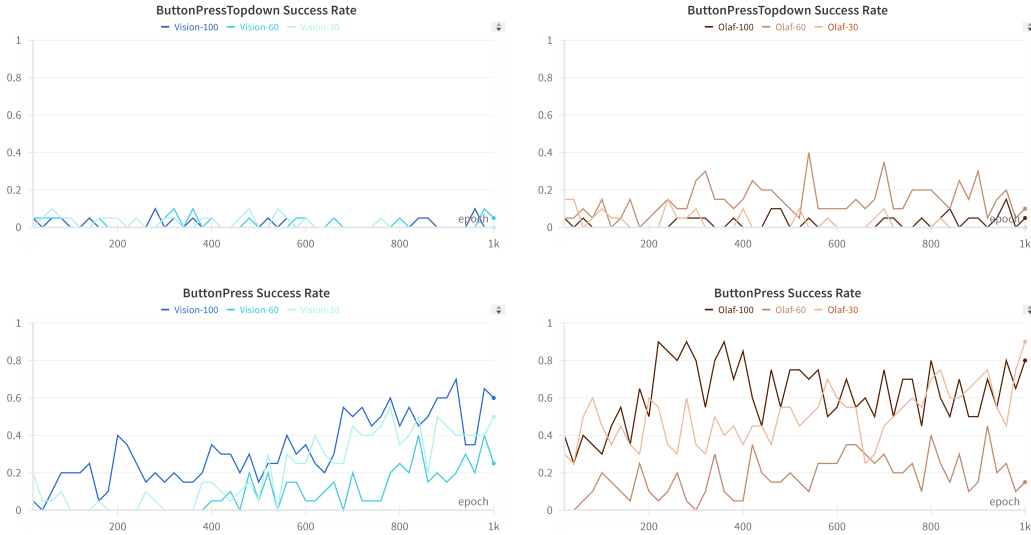 ButtonPressTopdown Success Rate
Vision-100 Vision-60 Vision-30
1
0.8
0.6
0.4
0.2
0
epoch
200 400 600 800 1k
ButtonPressTopdown Success Rate
Olaf-100 Olaf-60 Olaf-30
1
0.8
0.6
0.4
0.2
0
epoch
200 400 600 800 1k
ButtonPress Success Rate
Vision-100 Vision-60 Vision-30
1
0.8
0.6
0.4
0.2
0
epoch
200 400 600 800 1k
ButtonPress Success Rate
Olaf-100 Olaf-60 Olaf-30
1
0.8
0.6
0.4
0.2
0
epoch
200 400 600 800 1k